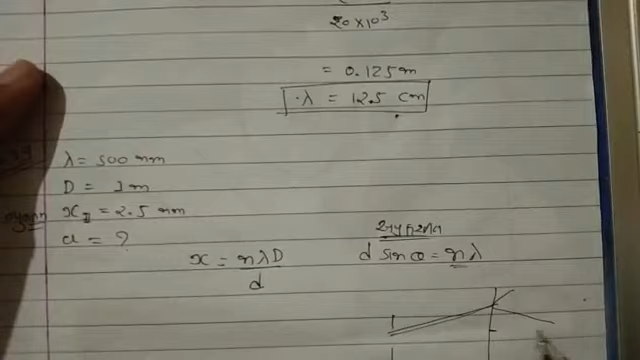 20 × 10³
= 0.125 m
∴ λ = 12.5 cm
λ = 500 nm
D = 1 m
= 2.5 mm
a = ?
x = nλD / d
d sin θ = nλ